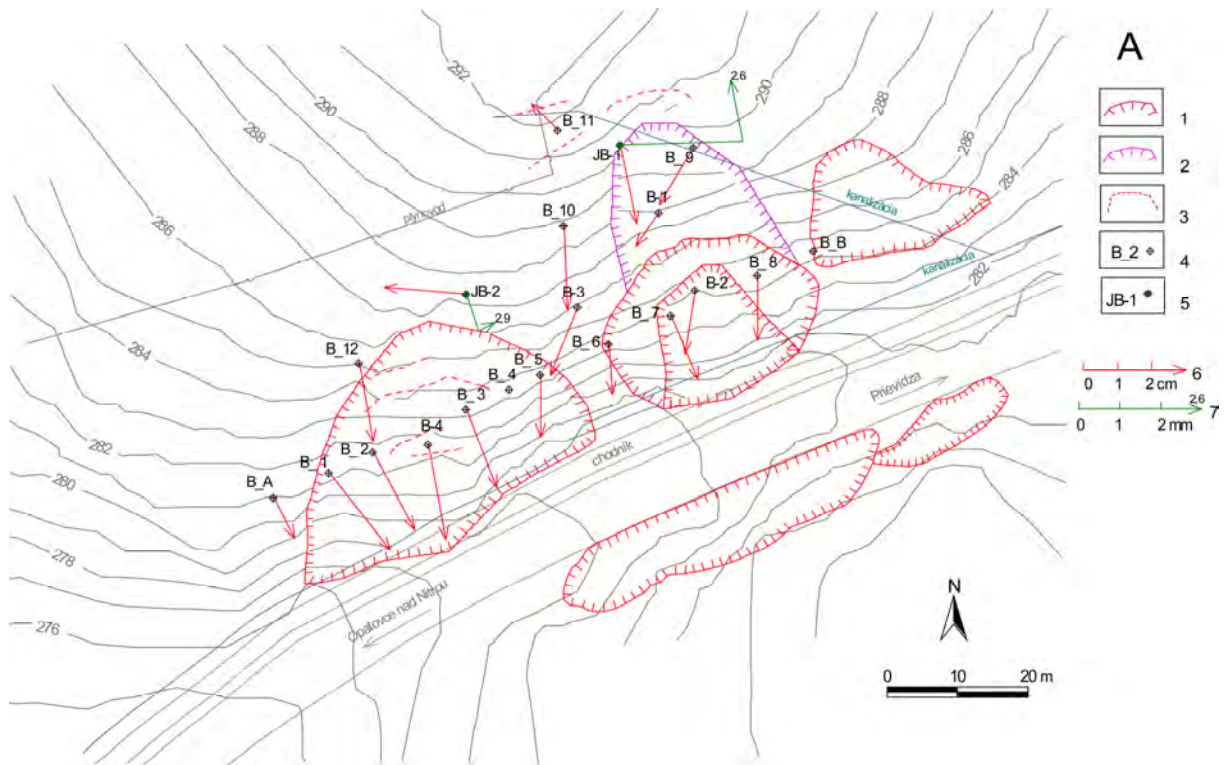 A
292
290
288
286
284
282
280
278
276
290
288
286
284
282
2.6
B_11
JB-1
B_9
B-1
B_10
plynovod
kanalizácia
kanalizácia
B_B
B_8
B-2
B_7
B-3
B_6
JB-2
2.9
B_12
B_5
B_4
B_3
B-4
B_2
B_1
B_A
Prievidza
chodník
Opatovce nad Nitrou
N
0 10 20 m
1
2
3
B_2 4
JB-1 5
0 1 2 cm 6
2.6
0 1 2 mm 7